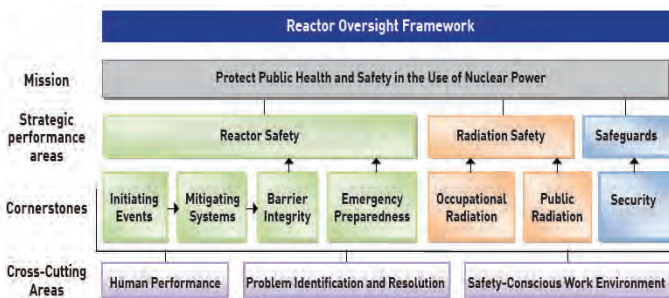 Reactor Oversight Framework
Mission
Protect Public Health and Safety in the Use of Nuclear Power
Strategic
performance
areas
Reactor Safety
Radiation Safety
Safeguards
Cornerstones
Initiating
Events
Mitigating
Systems
Barrier
Integrity
Emergency
Preparedness
Occupational
Radiation
Public
Radiation
Security
Cross-Cutting
Areas
Human Performance
Problem Identification and Resolution
Safety-Conscious Work Environment